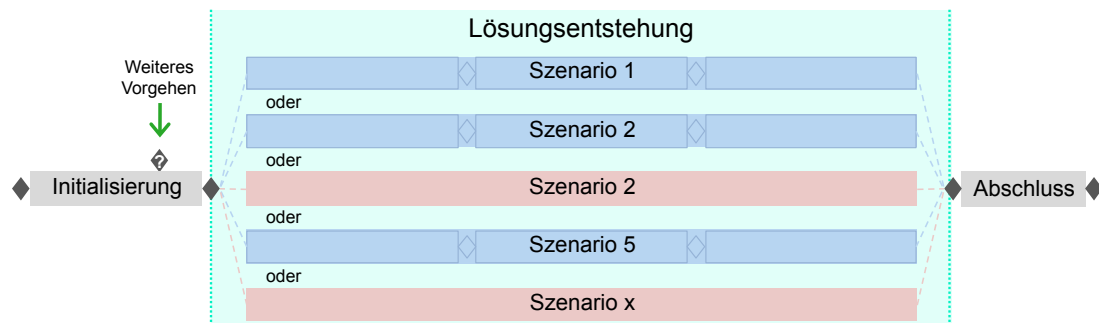 Lösungsentstehung
Weiteres
Vorgehen
Szenario 1
oder
Szenario 2
oder
?
Initialisierung
Szenario 2
Abschluss
oder
Szenario 5
oder
Szenario x